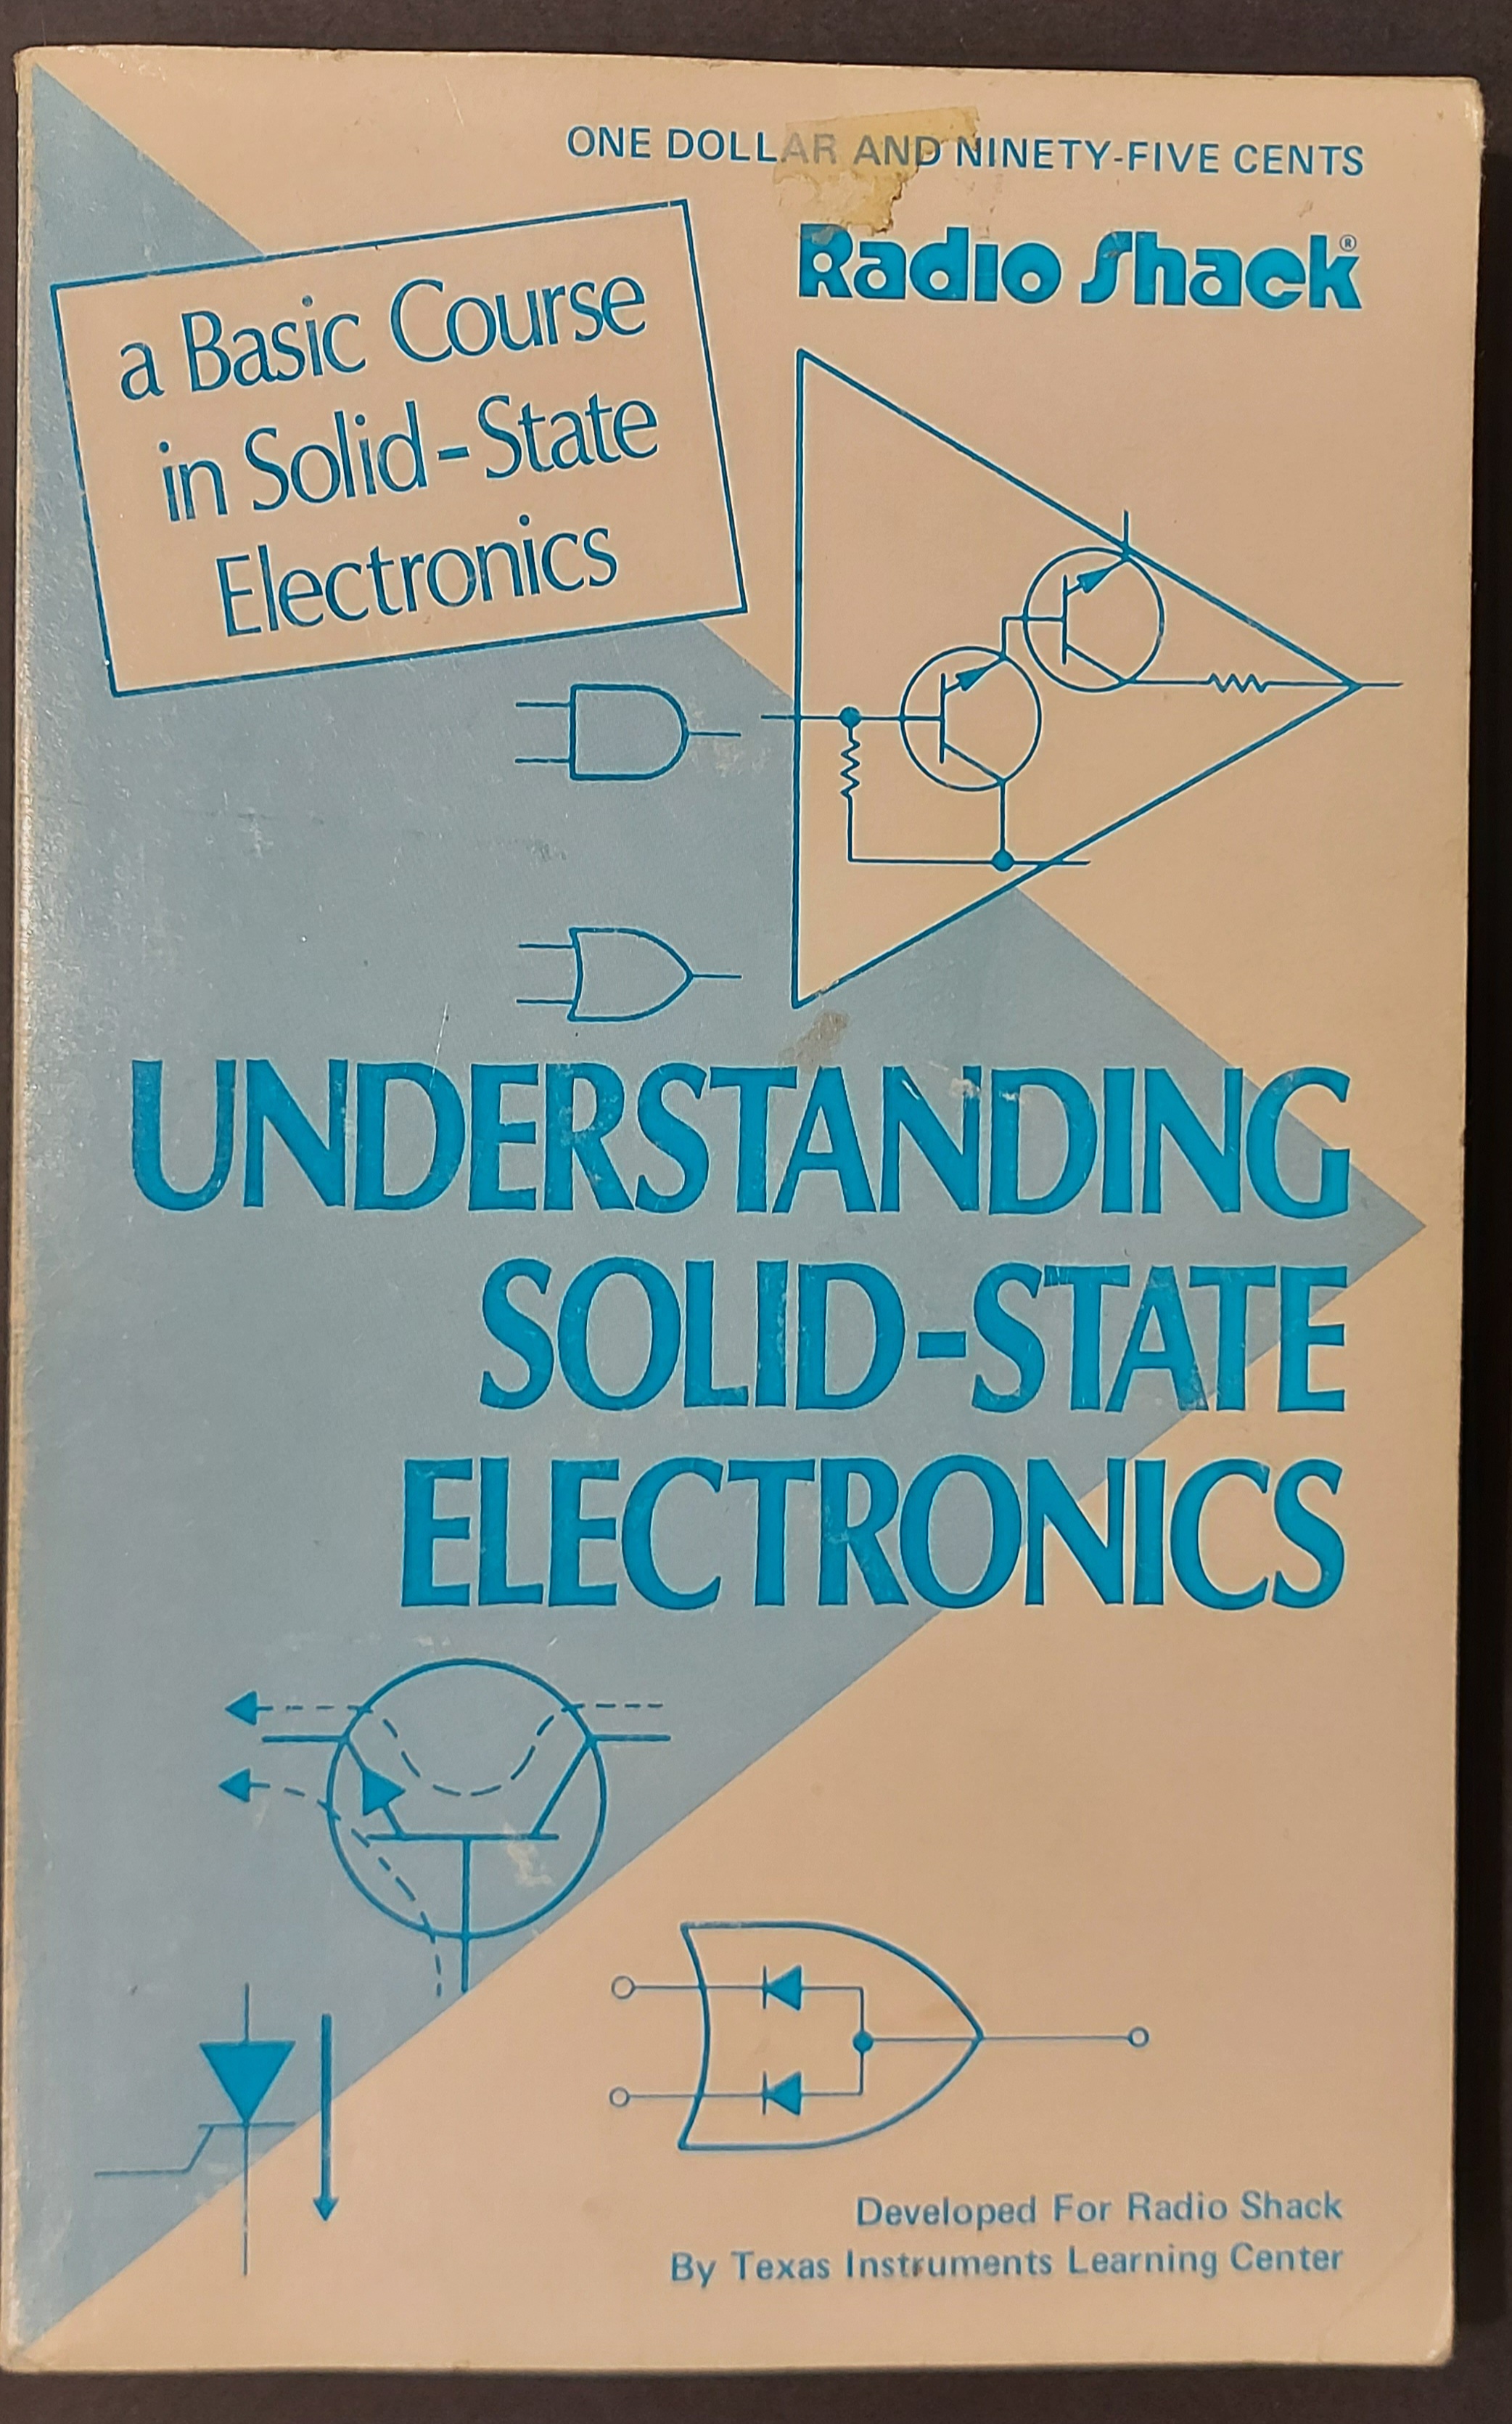 ONE DOLLAR AND NINETY-FIVE CENTS
Radio Shack®
a Basic Course
in Solid-State
Electronics
UNDERSTANDING
SOLID-STATE
ELECTRONICS
Developed For Radio Shack
By Texas Instruments Learning Center